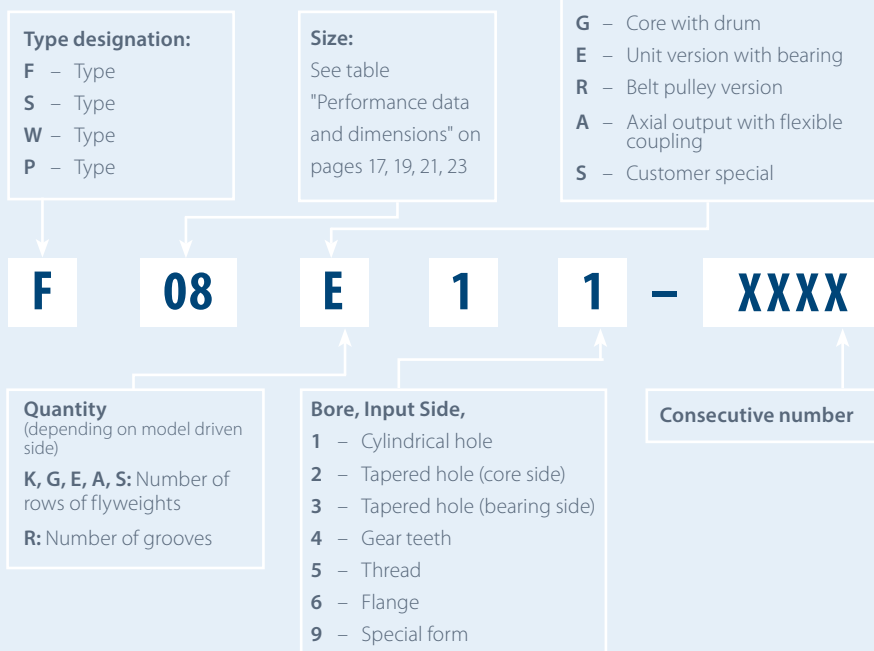 Type designation:
F – Type
S – Type
W – Type
P – Type
Size:
See table
"Performance data
and dimensions" on
pages 17, 19, 21, 23
G – Core with drum
E – Unit version with bearing
R – Belt pulley version
A – Axial output with flexible
coupling
S – Customer special
F 08 E 1 1 – XXXX
Quantity
(depending on model driven
side)
K, G, E, A, S: Number of
rows of flyweights
R: Number of grooves
Bore, Input Side,
1 – Cylindrical hole
2 – Tapered hole (core side)
3 – Tapered hole (bearing side)
4 – Gear teeth
5 – Thread
6 – Flange
9 – Special form
Consecutive number